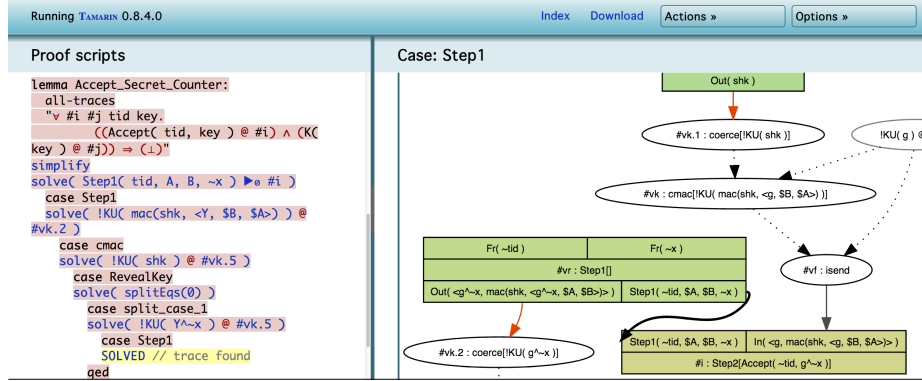 Running TAMARIN 0.8.4.0
Index Download Actions » Options »
Proof scripts
lemma Accept_Secret_Counter:
all-traces
"∀ #i #j tid key.
((Accept( tid, key ) @ #i) ∧ (K(
key ) @ #j)) ⇒ (⊥)"
simplify
solve( Step1( tid, A, B, ~x ) ▶₀ #i )
case Step1
solve( !KU( mac(shk, <Y, $B, $A>) ) @
#vk.2 )
case cmac
solve( !KU( shk ) @ #vk.5 )
case RevealKey
solve( splitEqs(0) )
case split_case_1
solve( !KU( Y^~x ) @ #vk.5 )
case Step1
SOLVED // trace found
qed
Case: Step1
Out( shk )
#vk.1 : coerce[!KU( shk )]
!KU( g ) @
#vk : cmac[!KU( mac(shk, <g, $B, $A>) )]
Fr( ~tid ) Fr( ~x )
#vr : Step1[]
Out( <g^~x, mac(shk, <g^~x, $A, $B>)> ) Step1( ~tid, $A, $B, ~x )
#vf : isend
#vk.2 : coerce[!KU( g^~x )]
Step1( ~tid, $A, $B, ~x ) In( <g, mac(shk, <g, $B, $A>)> )
#i : Step2[Accept( ~tid, g^~x )]